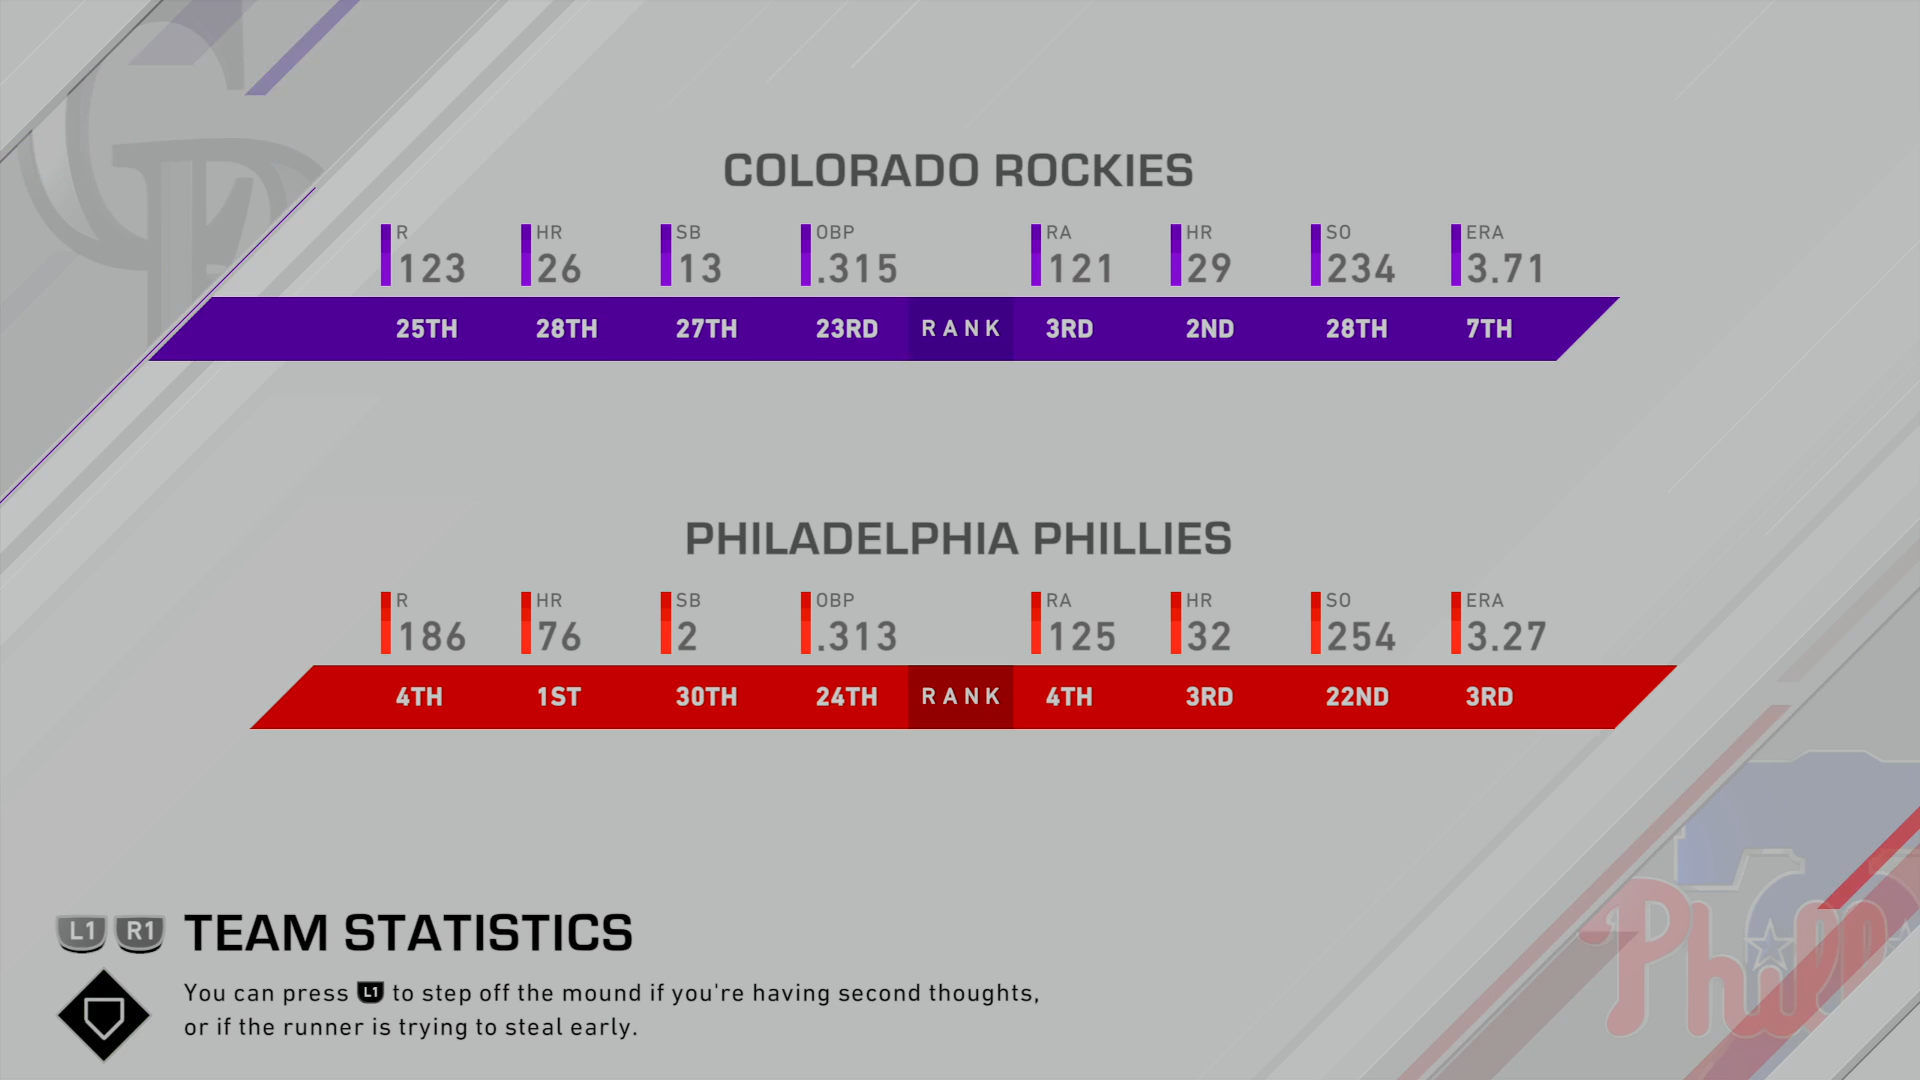 COLORADO ROCKIES
R HR SB OBP RA HR SO ERA
123 26 13 .315 121 29 234 3.71
25TH 28TH 27TH 23RD RANK 3RD 2ND 28TH 7TH
PHILADELPHIA PHILLIES
R HR SB OBP RA HR SO ERA
186 76 2 .313 125 32 254 3.27
4TH 1ST 30TH 24TH RANK 4TH 3RD 22ND 3RD
L1 R1 TEAM STATISTICS
You can press L1 to step off the mound if you're having second thoughts,
or if the runner is trying to steal early.
CR
Phill